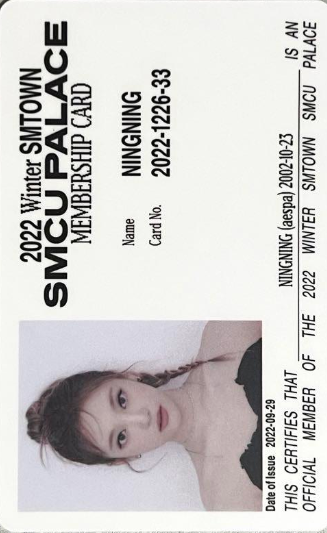 2022 Winter SMTOWN
SMCU PALACE
MEMBERSHIP CARD
Name NINGNING
Card No. 2022-1226-33
Date of Issue 2022-09-29
THIS CERTIFIES THAT NINGNING (aespa) 2002-10-23 IS AN
OFFICIAL MEMBER OF THE 2022 WINTER SMTOWN SMCU PALACE